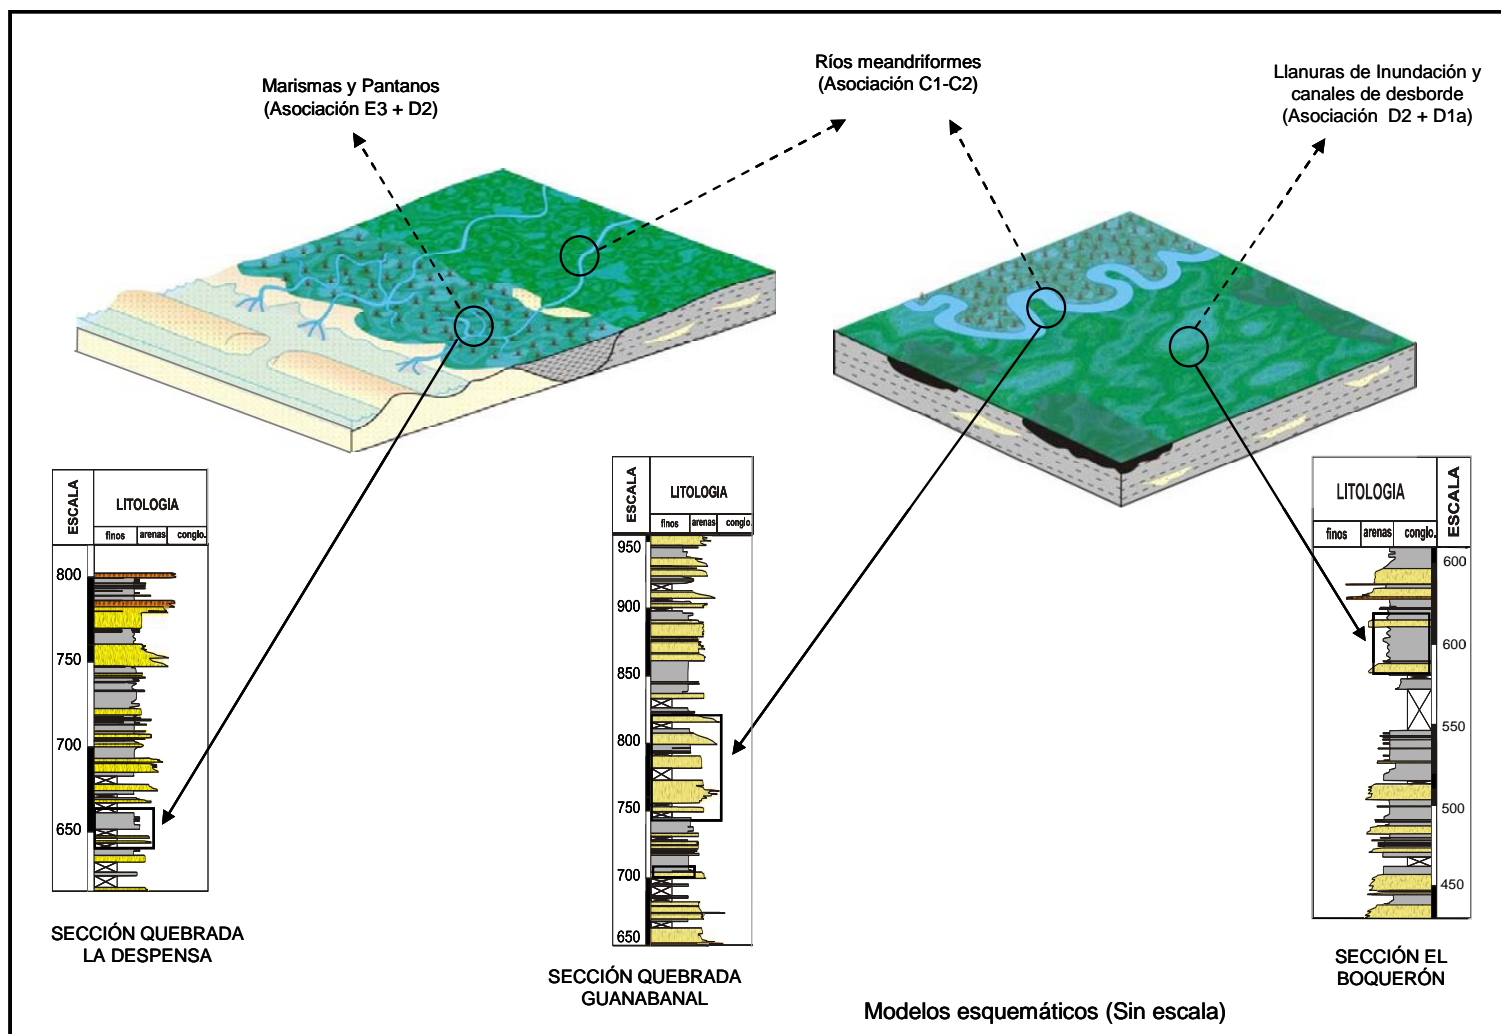 Marismas y Pantanos
(Asociación E3 + D2)
Ríos meandriformes
(Asociación C1-C2)
Llanuras de Inundación y
canales de desborde
(Asociación D2 + D1a)
ESCALA
LITOLOGIA
finos arenas conglo.
800
750
700
650
SECCIÓN QUEBRADA
LA DESPENSA
ESCALA
LITOLOGIA
finos arenas conglo.
950
900
850
800
750
700
650
SECCIÓN QUEBRADA
GUANABANAL
LITOLOGIA
ESCALA
finos arenas conglo.
600
600
550
500
450
SECCIÓN EL
BOQUERÓN
Modelos esquemáticos (Sin escala)